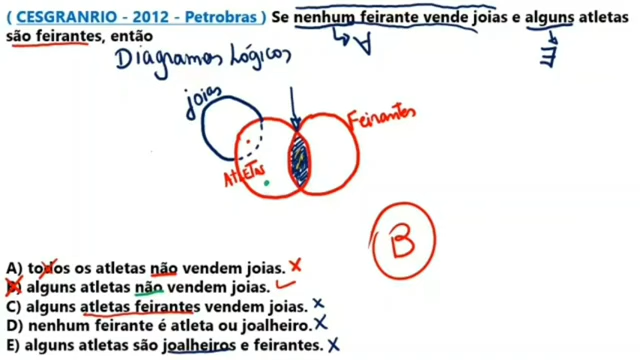 ( CESGRANRIO - 2012 - Petrobras ) Se nenhum feirante vende joias e alguns atletas
são feirantes, então
∀
∃
Diagramas Lógicos
joias
Feirantes
ATLETAS
B
A) todos os atletas não vendem joias. X
B) alguns atletas não vendem joias. ✓
C) alguns atletas feirantes vendem joias. X
D) nenhum feirante é atleta ou joalheiro. X
E) alguns atletas são joalheiros e feirantes. X